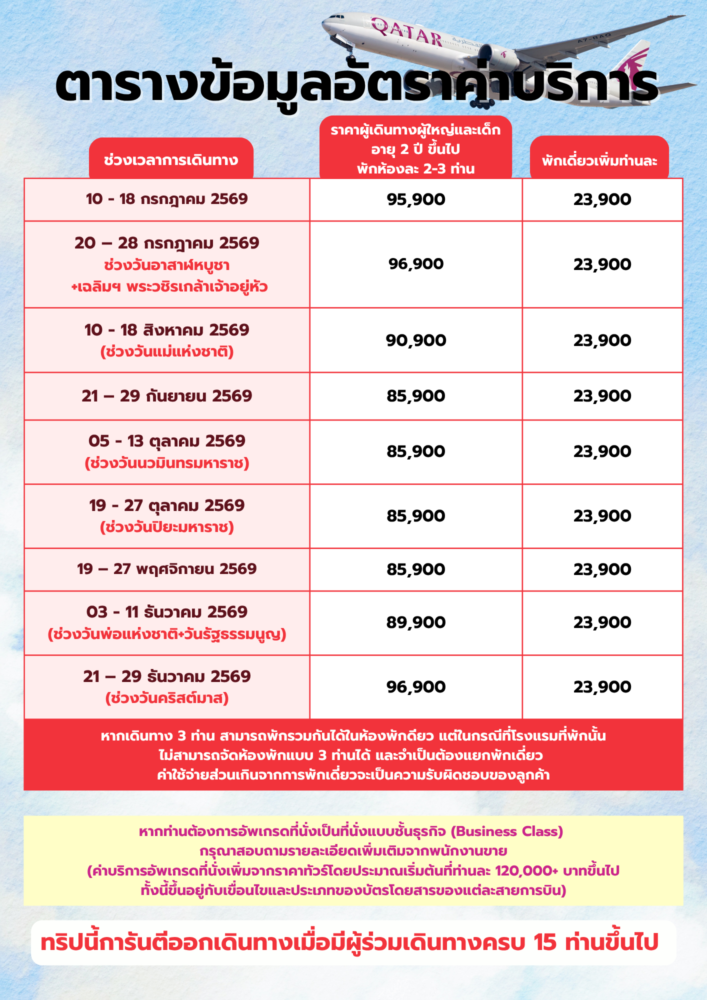 QATAR
القطرية
A7-BAO
ตารางข้อมูลอัตราค่าบริการ
ช่วงเวลาการเดินทาง
ราคาผู้เดินทางผู้ใหญ่และเด็ก
อายุ 2 ปี ขึ้นไป
พักห้องละ 2-3 ท่าน
พักเดี่ยวเพิ่มท่านละ
10 - 18 กรกฎาคม 2569
95,900
23,900
20 – 28 กรกฎาคม 2569
ช่วงวันอาสาฬหบูชา
+เฉลิมฯ พระวชิรเกล้าเจ้าอยู่หัว
96,900
23,900
10 - 18 สิงหาคม 2569
(ช่วงวันแม่แห่งชาติ)
90,900
23,900
21 – 29 กันยายน 2569
85,900
23,900
05 - 13 ตุลาคม 2569
(ช่วงวันนวมินทรมหาราช)
85,900
23,900
19 - 27 ตุลาคม 2569
(ช่วงวันปิยะมหาราช)
85,900
23,900
19 – 27 พฤศจิกายน 2569
85,900
23,900
03 - 11 ธันวาคม 2569
(ช่วงวันพ่อแห่งชาติ+วันรัฐธรรมนูญ)
89,900
23,900
21 – 29 ธันวาคม 2569
(ช่วงวันคริสต์มาส)
96,900
23,900
หากเดินทาง 3 ท่าน สามารถพักรวมกันได้ในห้องพักดียว แต่ในกรณีที่โรงแรมที่พักนั้น
ไม่สามารถจัดห้องพักแบบ 3 ท่านได้ และจำเป็นต้องแยกพักเดี่ยว
ค่าใช้จ่ายส่วนเกินจากการพักเดี่ยวจะเป็นความรับผิดชอบของลูกค้า
หากท่านต้องการอัพเกรดที่นั่งเป็นที่นั่งแบบชั้นธุรกิจ (Business Class)
กรุณาสอบถามรายละเอียดเพิ่มเติมจากพนักงานขาย
(ค่าบริการอัพเกรดที่นั่งเพิ่มจากราคาทัวร์โดยประมาณเริ่มต้นที่ท่านละ 120,000+ บาทขึ้นไป
ทั้งนี้ขึ้นอยู่กับเขื่อนไขและประเภทของบัตรโดยสารของแต่ละสายการบิน)
ทริปนี้การันตีออกเดินทางเมื่อมีผู้ร่วมเดินทางครบ 15 ท่านขึ้นไป